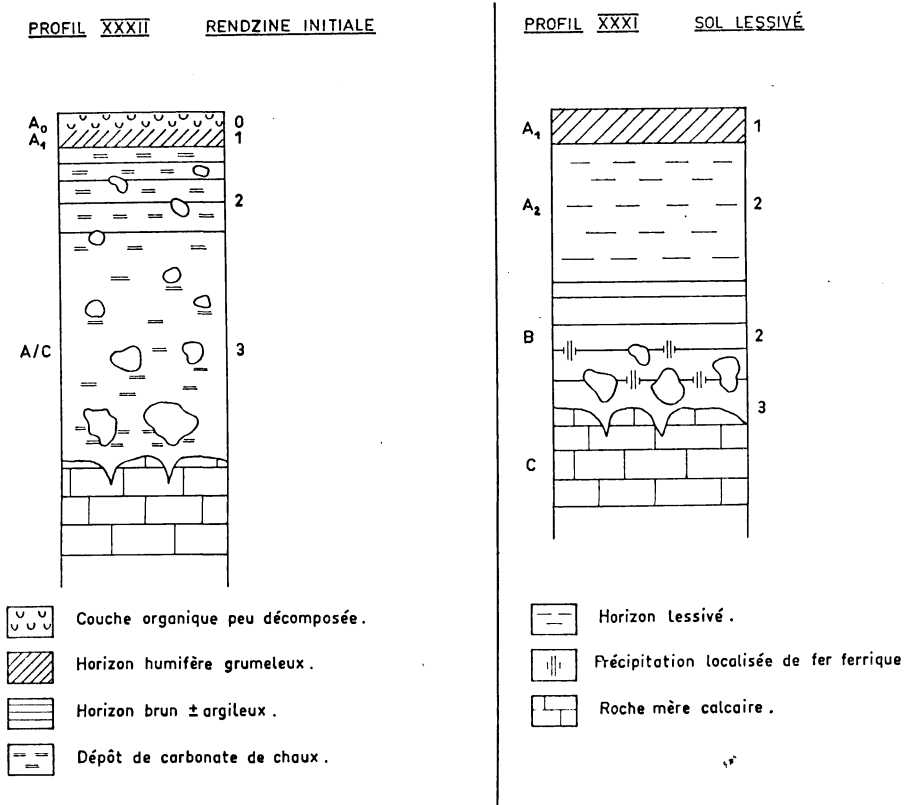 PROFIL XXXII RENDZINE INITIALE
A₀ 0
A₁ 1
2
A/C 3
Couche organique peu décomposée.
Horizon humifère grumeleux.
Horizon brun ± argileux.
Dépôt de carbonate de chaux.
PROFIL XXXI SOL LESSIVÉ
A₁ 1
A₂ 2
B 2
3
C
Horizon lessivé.
Précipitation localisée de fer ferrique
Roche mère calcaire.